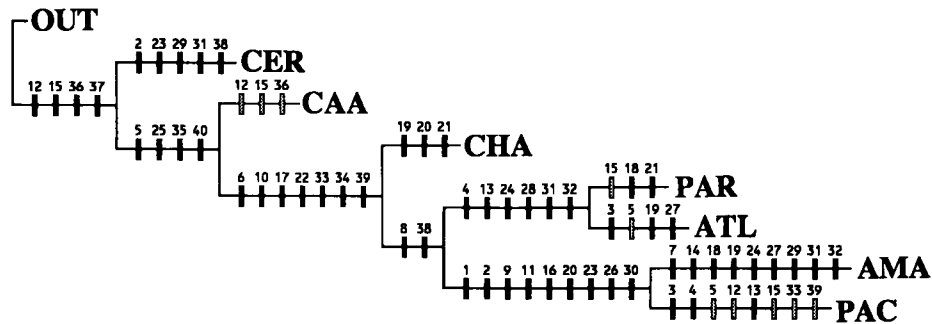 OUT
2 23 29 31 38
CER
12 15 36 37
12 15 36
CAA
5 25 35 40
19 20 21
CHA
6 10 17 22 33 34 39
15 18 21
PAR
4 13 24 28 31 32
3 5 19 27
ATL
8 38
7 14 18 19 24 27 29 31 32
AMA
1 2 9 11 16 20 23 26 30
3 4 5 12 13 15 33 39
PAC